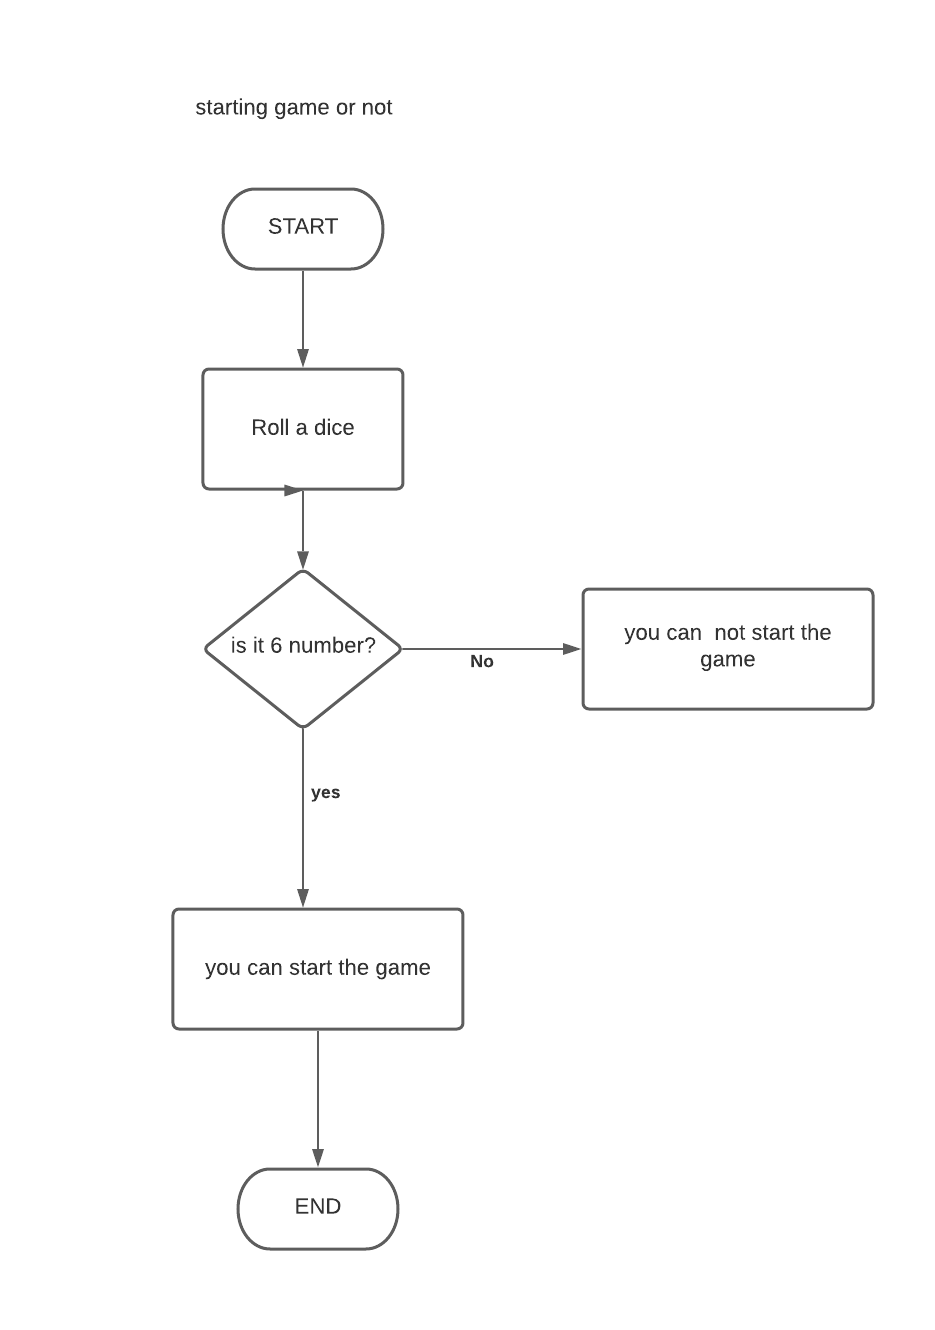 starting game or not
START
Roll a dice
is it 6 number?
No
you can  not start the
game
yes
you can start the game
END